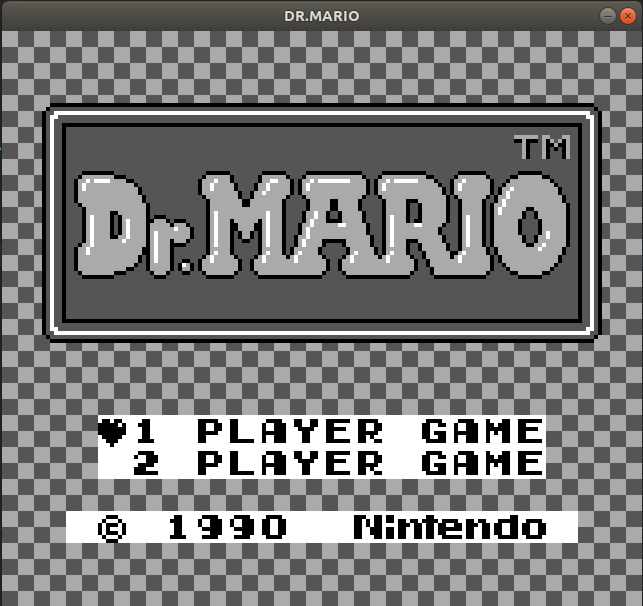 DR.MARIO
TM
Dr.MARIO
1 PLAYER GAME
2 PLAYER GAME
© 1990 Nintendo